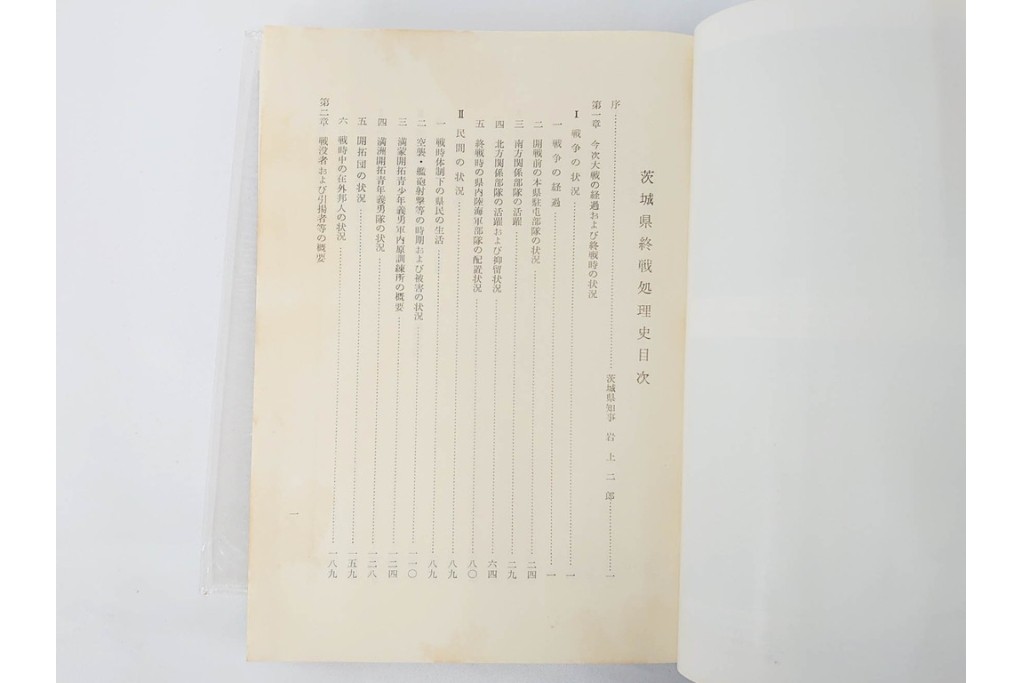 茨城県終戦処理史目次
序 茨城県知事 岩上二郎 一
第一章 今次大戦の経過および終戦時の状況
Ⅰ 戦争の状況 一
一 戦争の経過 一
二 開戦前の本県駐屯部隊の状況 二四
三 南方関係部隊の活躍 二九
四 北方関係部隊の活躍および抑留状況 六四
五 終戦時の県内陸海軍部隊の配置状況 八〇
Ⅱ 民間の状況 八九
一 戦時体制下の県民の生活 八九
二 空襲・艦砲射撃等の時期および被害の状況 一一〇
三 満蒙開拓青少年義勇軍内原訓練所の概要 一二四
四 満洲開拓青年義勇隊の状況 一二八
五 開拓団の状況 一五九
六 戦時中の在外邦人の状況 一八九
第二章 戦没者および引揚者等の概要
一